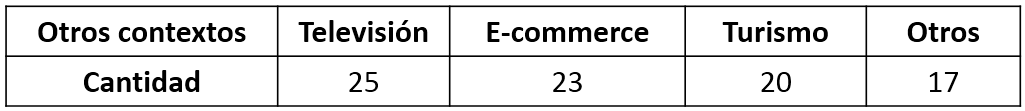 Otros contextos Televisión E-commerce Turismo Otros
Cantidad 25 23 20 17